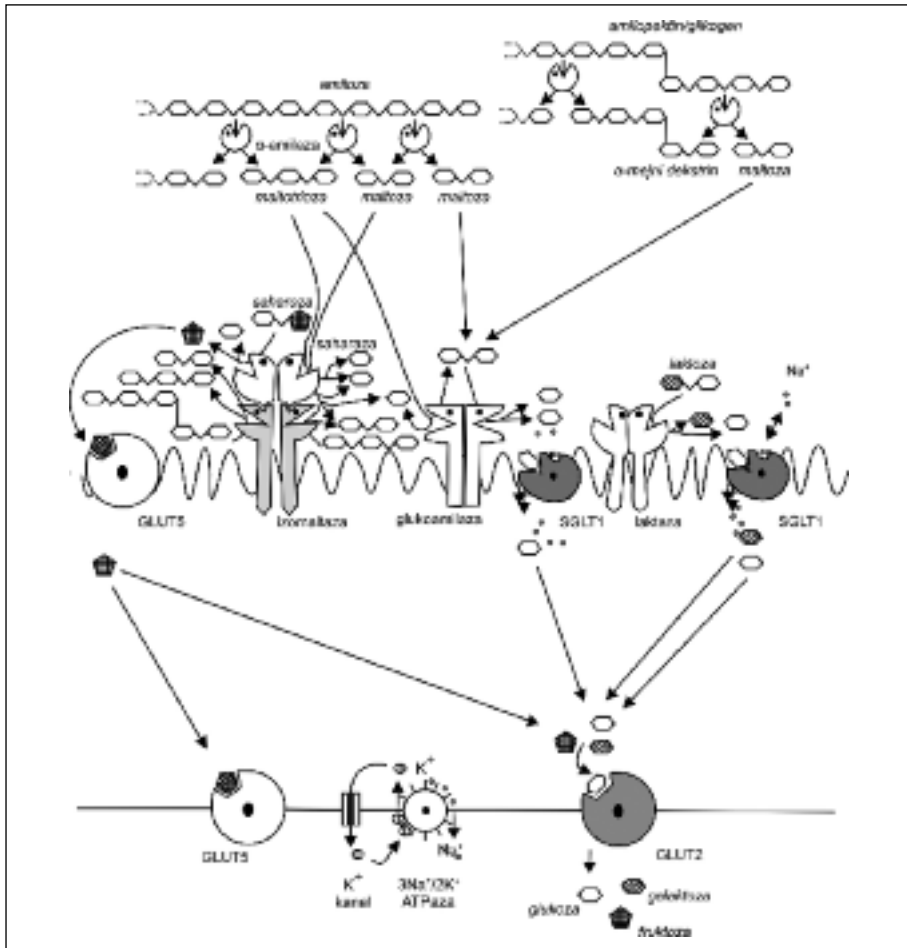 amilopektin/glikogen
amiloza
α-amilaza
α-mejni dekstrin
maltoza
maltotrioza
maltoza
maltoza
saharoza
saharaza
laktoza
Na⁺
GLUT5
izomaltaza
glukoamilaza
SGLT1
laktaza
SGLT1
K⁺
GLUT5
Na⁺
GLUT2
K⁺
kanal
3Na⁺/2K⁺
ATPaza
glukoza
galaktoza
fruktoza